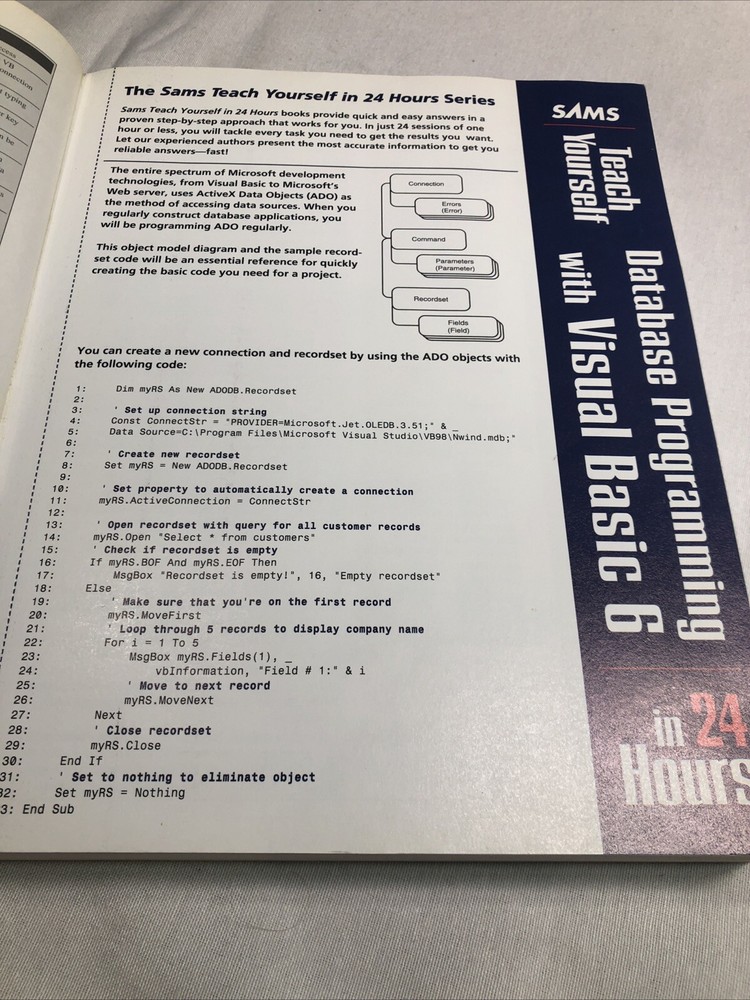 ccess
VB
onnection
typing
r key
n be
The Sams Teach Yourself in 24 Hours Series
Sams Teach Yourself in 24 Hours books provide quick and easy answers in a
proven step-by-step approach that works for you. In just 24 sessions of one
hour or less, you will tackle every task you need to get the results you want.
Let our experienced authors present the most accurate information to get you
reliable answers—fast!
The entire spectrum of Microsoft development
technologies, from Visual Basic to Microsoft's
Web server, uses ActiveX Data Objects (ADO) as
the method of accessing data sources. When you
regularly construct database applications, you
will be programming ADO regularly.
This object model diagram and the sample record-
set code will be an essential reference for quickly
creating the basic code you need for a project.
Connection
Errors
(Error)
Command
Parameters
(Parameter)
Recordset
Fields
(Field)
You can create a new connection and recordset by using the ADO objects with
the following code:
1: Dim myRS As New ADODB.Recordset
2:
3: ' Set up connection string
4: Const ConnectStr = "PROVIDER=Microsoft.Jet.OLEDB.3.51;" & _
5: Data Source=C:\Program Files\Microsoft Visual Studio\VB98\Nwind.mdb;"
6:
7: ' Create new recordset
8: Set myRS = New ADODB.Recordset
9:
10: ' Set property to automatically create a connection
11: myRS.ActiveConnection = ConnectStr
12:
13: ' Open recordset with query for all customer records
14: myRS.Open "Select * from customers"
15: ' Check if recordset is empty
16: If myRS.BOF And myRS.EOF Then
17: MsgBox "Recordset is empty!", 16, "Empty recordset"
18: Else
19: ' Make sure that you're on the first record
20: myRS.MoveFirst
21: ' Loop through 5 records to display company name
22: For i = 1 To 5
23: MsgBox myRS.Fields(1), _
24: vbInformation, "Field # 1:" & i
25: ' Move to next record
26: myRS.MoveNext
27: Next
28: ' Close recordset
29: myRS.Close
30: End If
31: ' Set to nothing to eliminate object
32: Set myRS = Nothing
3: End Sub
SAMS
Teach
Yourself
Database Programming
with Visual Basic 6
in 24
Hours